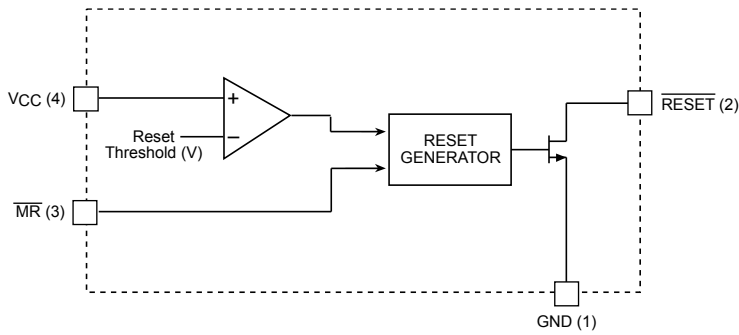 VCC (4)
+
Reset
Threshold (V)
−
RESET
GENERATOR
RESET (2)
MR (3)
GND (1)